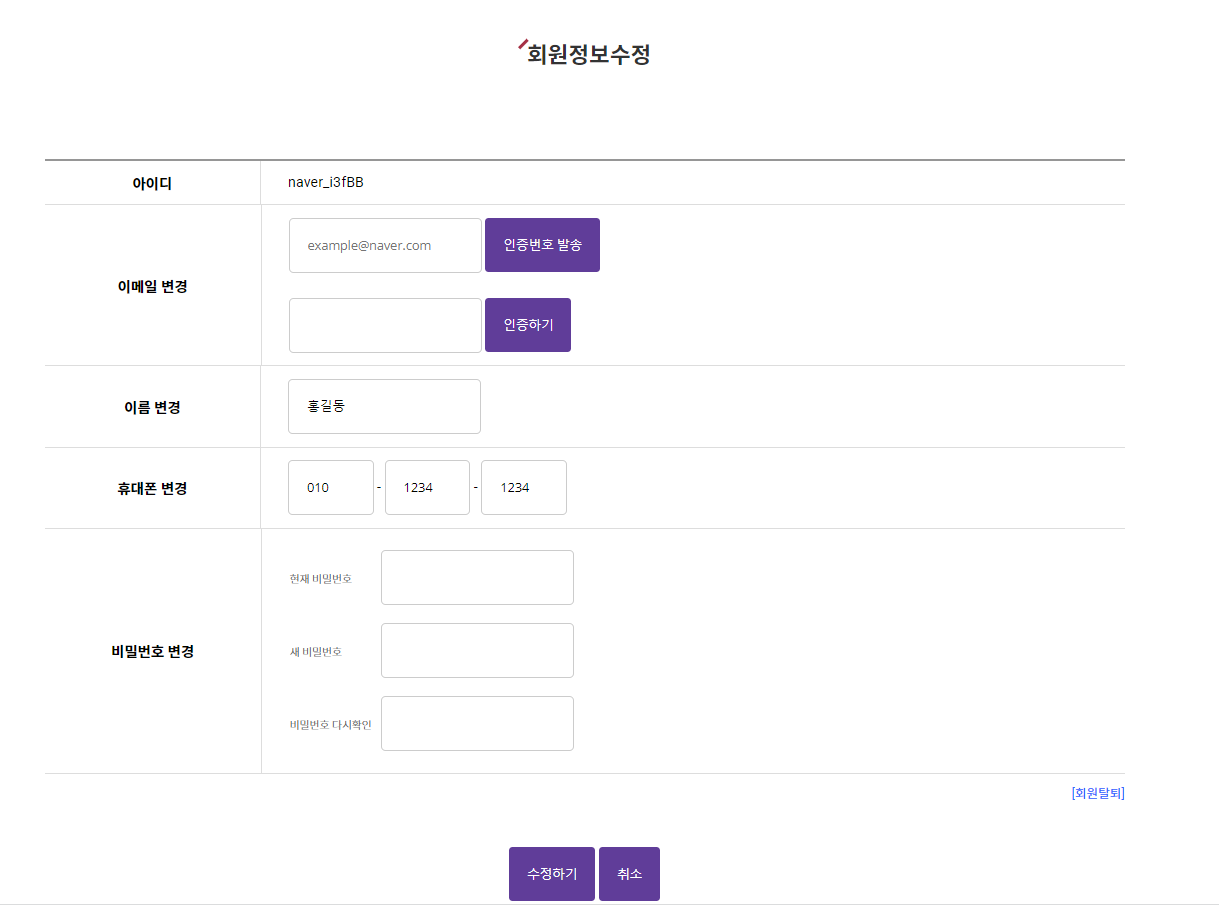 회원정보수정
아이디 naver_i3fBB
이메일 변경
example@naver.com 인증번호 발송
인증하기
이름 변경 홍길동
휴대폰 변경 010 - 1234 - 1234
비밀번호 변경
현재 비밀번호
새 비밀번호
비밀번호 다시확인
[회원탈퇴]
수정하기 취소